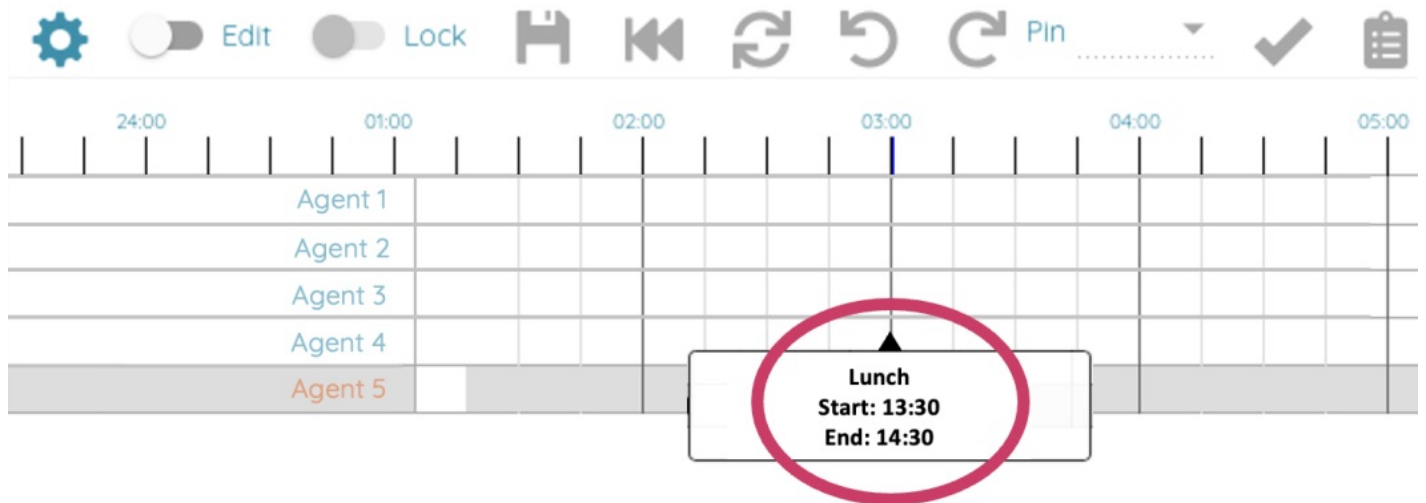 Edit
Lock
Pin
24:00 01:00 02:00 03:00 04:00 05:00
Agent 1
Agent 2
Agent 3
Agent 4
Agent 5
Lunch
Start: 13:30
End: 14:30